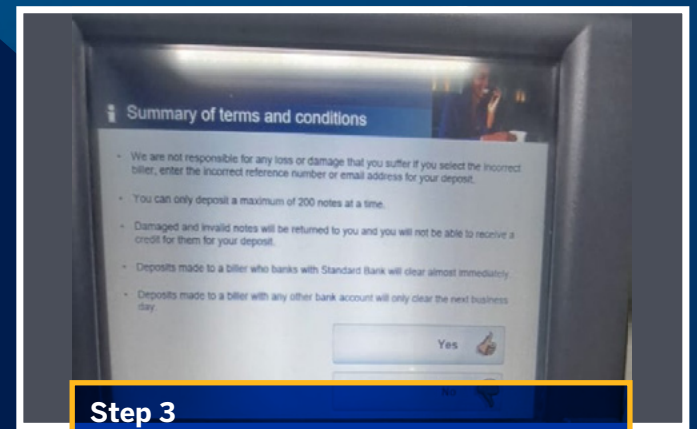 Summary of terms and conditions
- We are not responsible for any loss or damage that you suffer if you select the incorrect
biller, enter the incorrect reference number or email address for your deposit.
- You can only deposit a maximum of 200 notes at a time.
- Damaged and invalid notes will be returned to you and you will not be able to receive a
credit for them for your deposit.
- Deposits made to a biller who banks with Standard Bank will clear almost immediately.
- Deposits made to a biller with any other bank account will only clear the next business
day.
Yes
No
Step 3